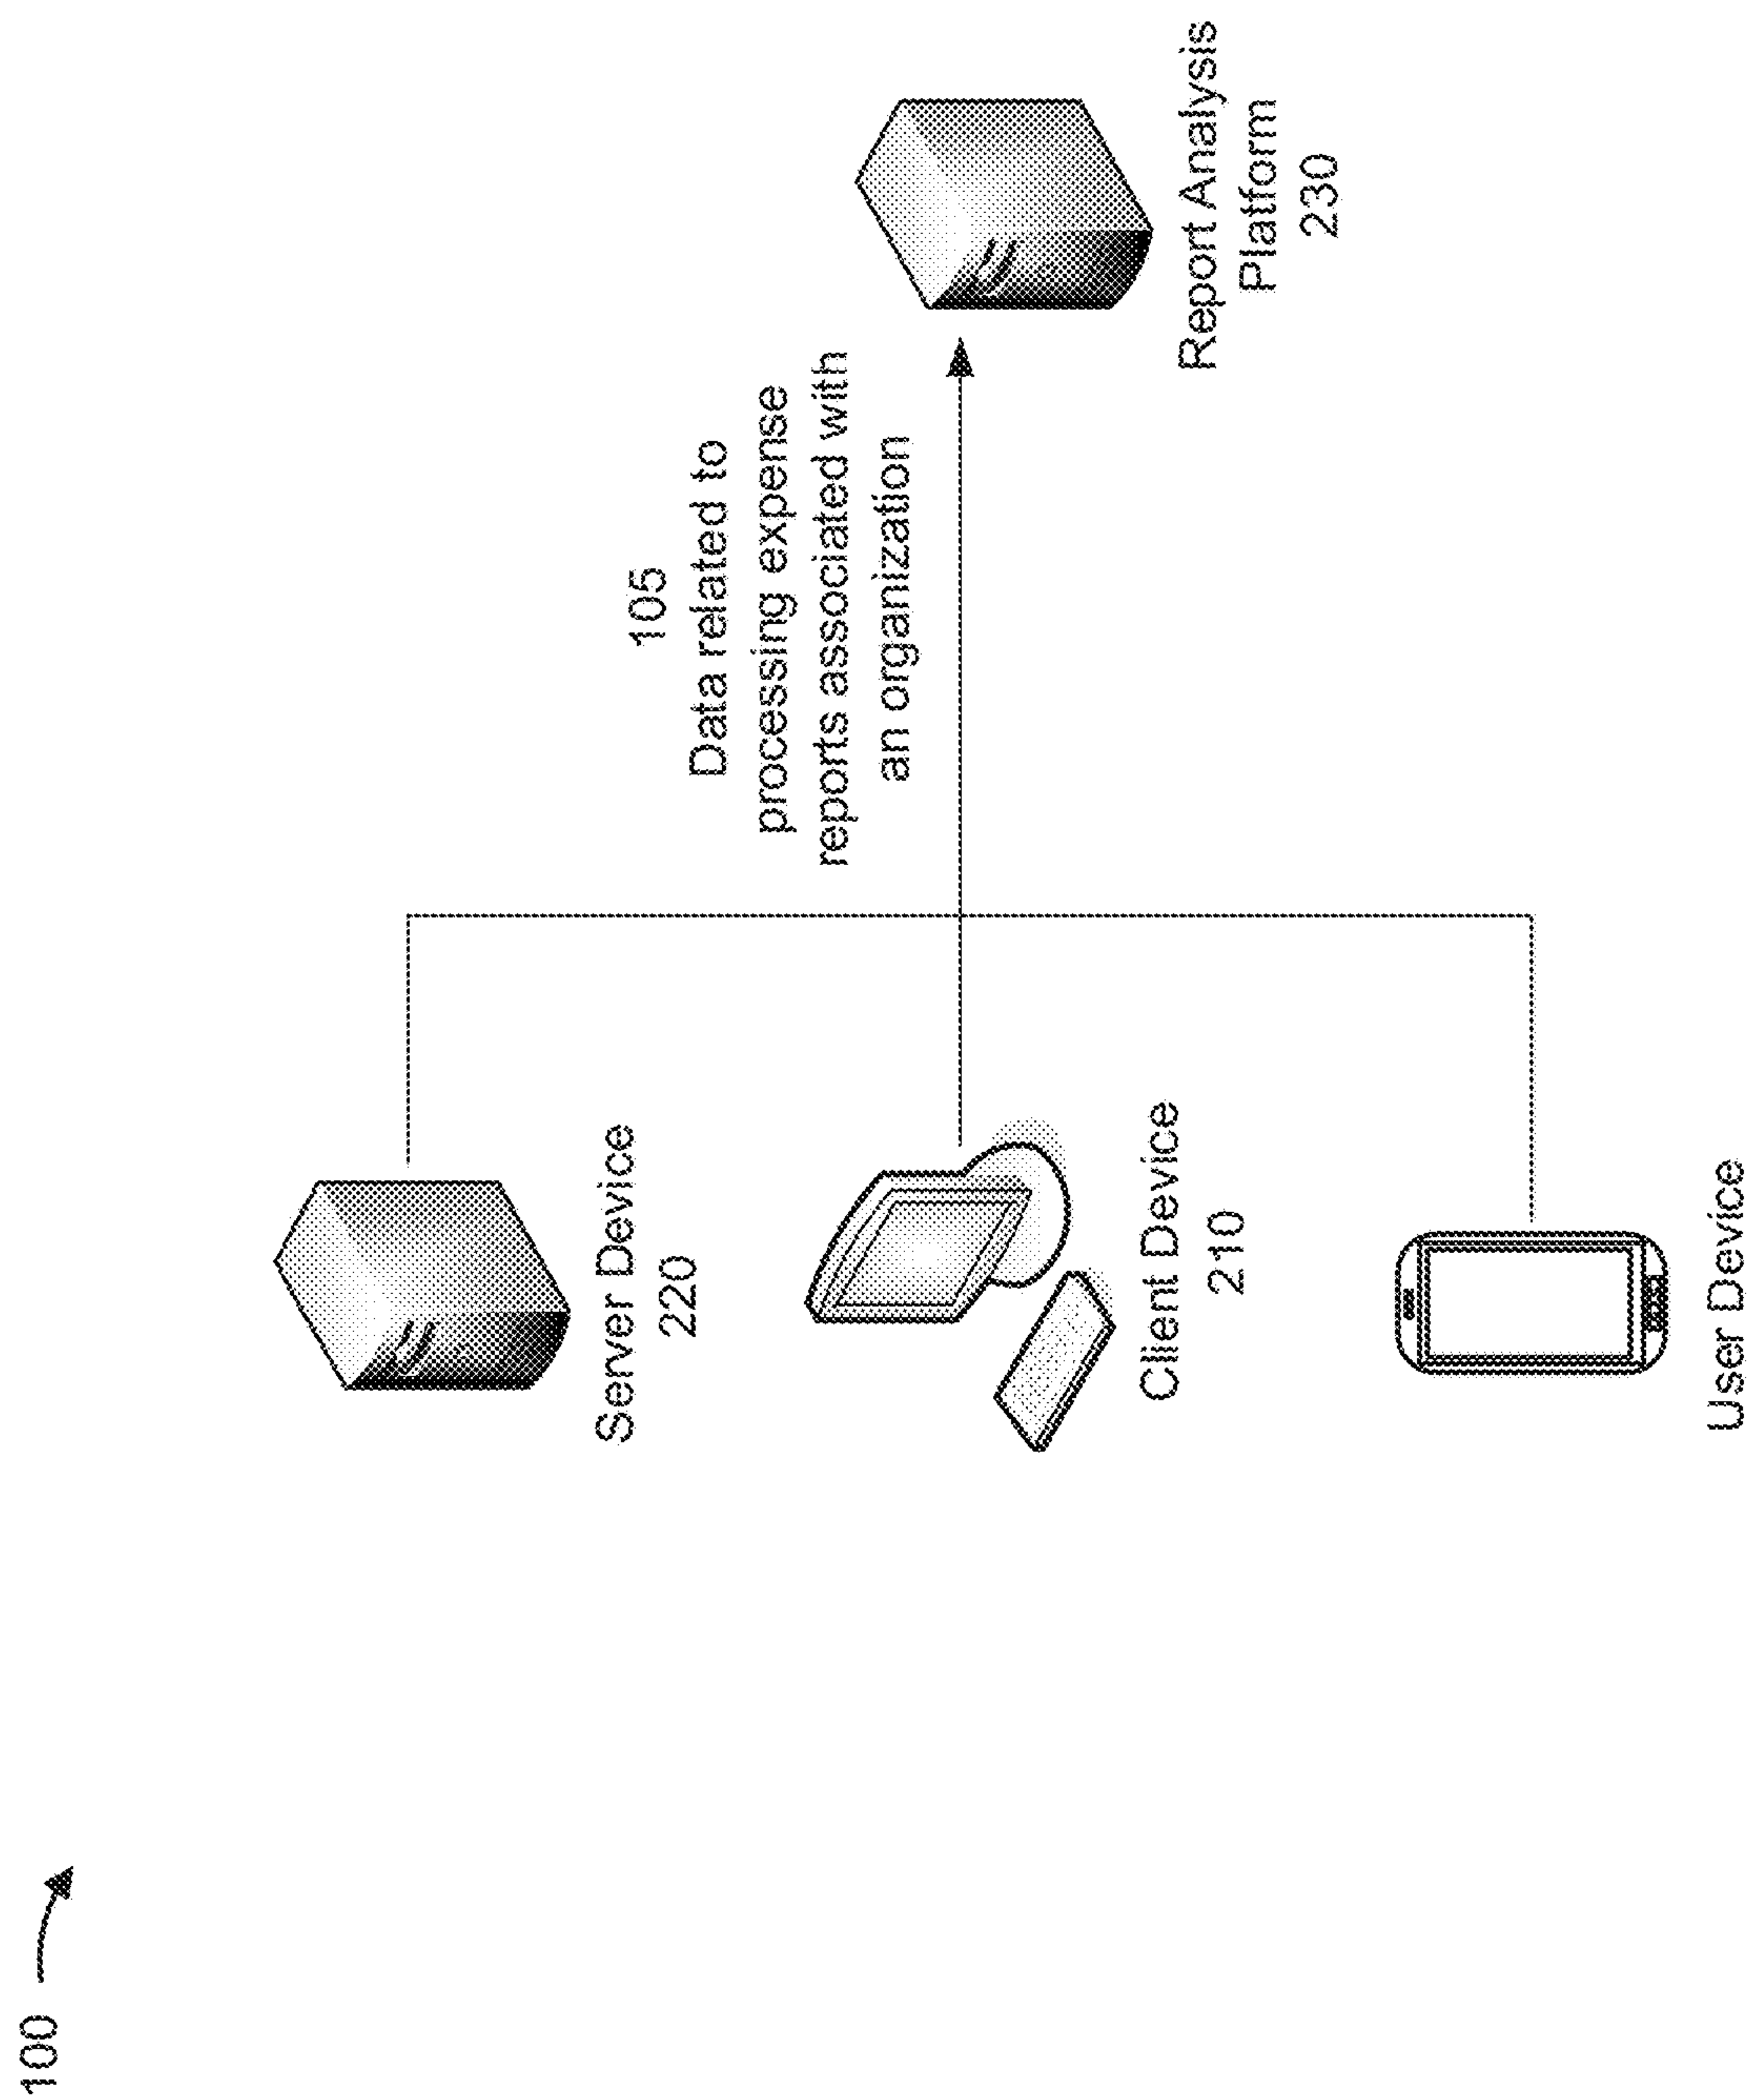 100
Server Device
220
Client Device
210
User Device
105
Data related to
processing expense
reports associated with
an organization
Report Analysis
Platform
230